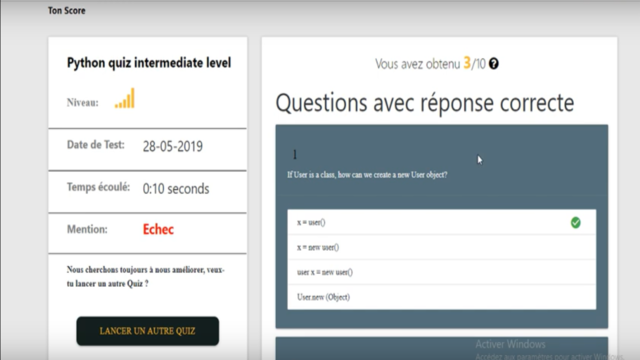 Ton Score
Python quiz intermediate level
Niveau:
Date de Test: 28-05-2019
Temps écoulé: 0:10 seconds
Mention: Echec
Nous cherchons toujours à nous améliorer, veux-
tu lancer un autre Quiz ?
LANCER UN AUTRE QUIZ
Vous avez obtenu 3/10 ?
Questions avec réponse correcte
1
If User is a class, how can we create a new User object?
x = user()
x = new user()
user x = new user()
User.new (Object)
Activer Windows
Accédez aux paramètres pour activer Windows.